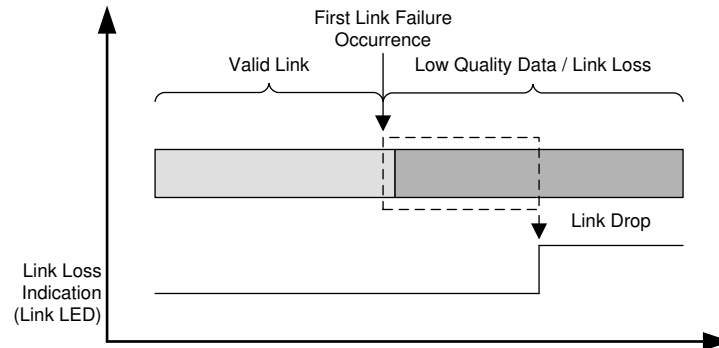 First Link Failure
Occurrence
Valid Link
Low Quality Data / Link Loss
Link Drop
Link Loss
Indication
(Link LED)